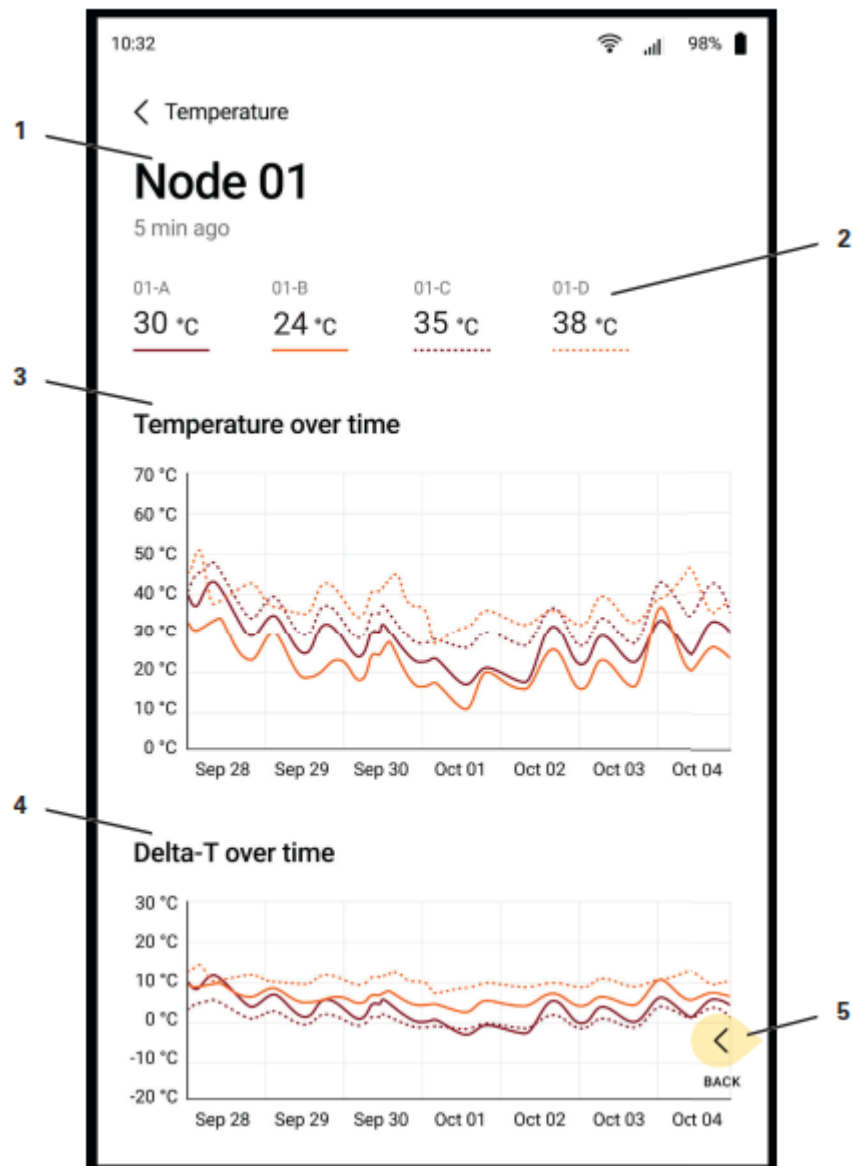 10:32 98%
Temperature
1
Node 01
5 min ago
2
01-A 01-B 01-C 01-D
30 °C 24 °C 35 °C 38 °C
3
Temperature over time
70 °C
60 °C
50 °C
40 °C
30 °C
20 °C
10 °C
0 °C
Sep 28 Sep 29 Sep 30 Oct 01 Oct 02 Oct 03 Oct 04
4
Delta-T over time
30 °C
20 °C
10 °C
0 °C
5
-10 °C
BACK
-20 °C
Sep 28 Sep 29 Sep 30 Oct 01 Oct 02 Oct 03 Oct 04